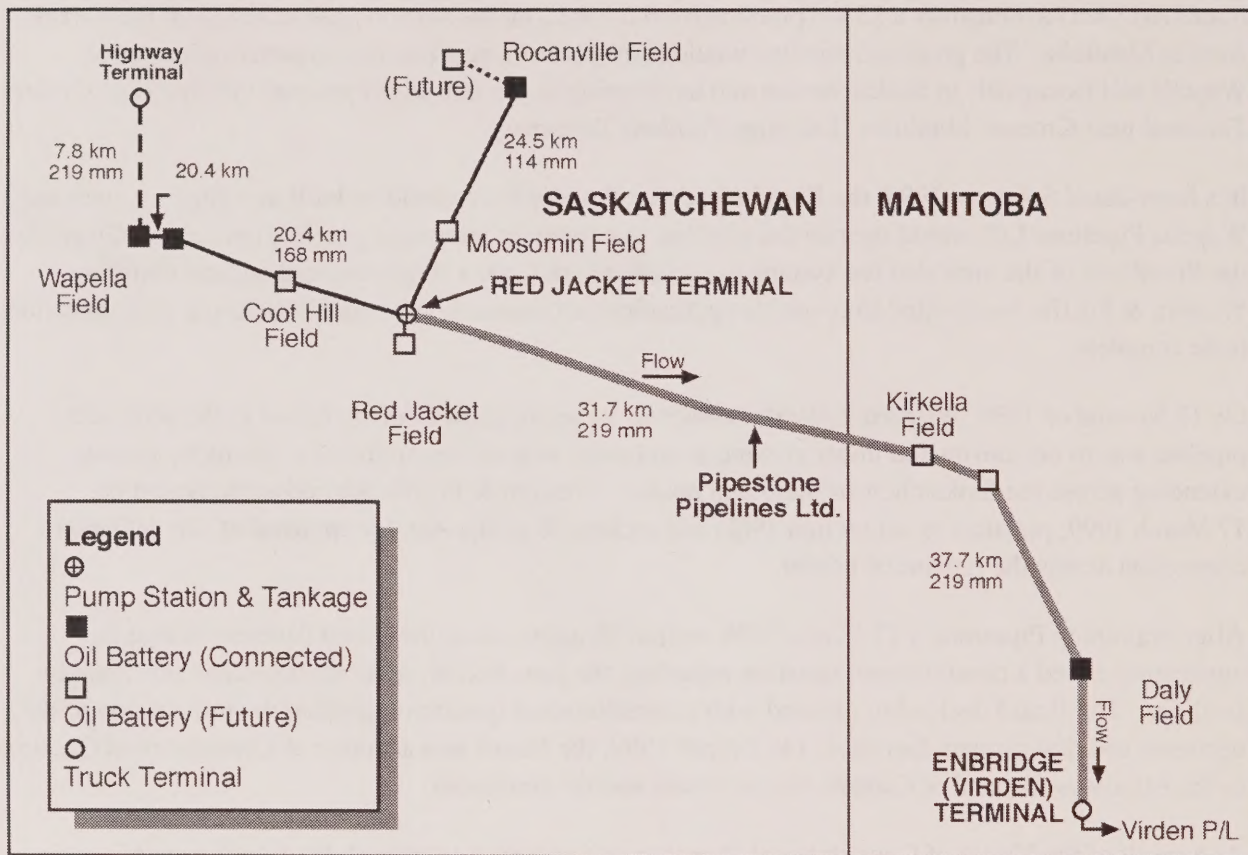 Highway
Terminal
Rocanville Field
(Future)
7.8 km
219 mm
20.4 km
24.5 km
114 mm
SASKATCHEWAN
MANITOBA
Moosomin Field
20.4 km
168 mm
Wapella
Field
RED JACKET TERMINAL
Coot Hill
Field
Flow
Red Jacket
Field
31.7 km
219 mm
Kirkella
Field
Pipestone
Pipelines Ltd.
Legend
Pump Station & Tankage
Oil Battery (Connected)
Oil Battery (Future)
Truck Terminal
37.7 km
219 mm
Daly
Field
Flow
ENBRIDGE
(VIRDEN)
TERMINAL
Virden P/L